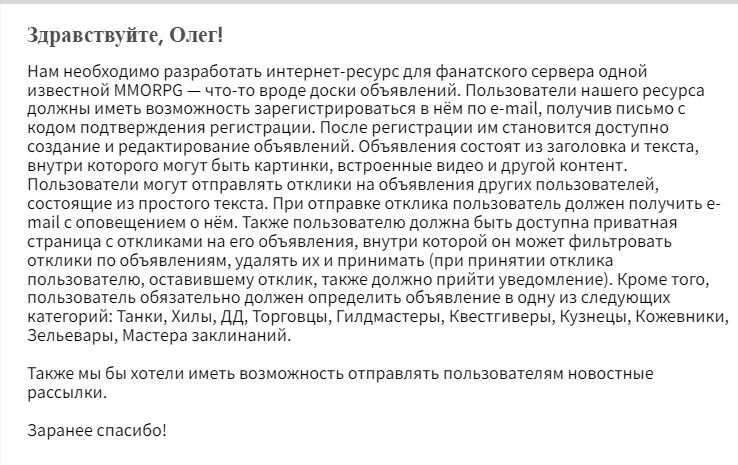 Здравствуйте, Олег!
Нам необходимо разработать интернет-ресурс для фанатского сервера одной
известной MMORPG — что-то вроде доски объявлений. Пользователи нашего ресурса
должны иметь возможность зарегистрироваться в нём по e-mail, получив письмо с
кодом подтверждения регистрации. После регистрации им становится доступно
создание и редактирование объявлений. Объявления состоят из заголовка и текста,
внутри которого могут быть картинки, встроенные видео и другой контент.
Пользователи могут отправлять отклики на объявления других пользователей,
состоящие из простого текста. При отправке отклика пользователь должен получить e-
mail с оповещением о нём. Также пользователю должна быть доступна приватная
страница с откликами на его объявления, внутри которой он может фильтровать
отклики по объявлениям, удалять их и принимать (при принятии отклика
пользователю, оставившему отклик, также должно прийти уведомление). Кроме того,
пользователь обязательно должен определить объявление в одну из следующих
категорий: Танки, Хилы, ДД, Торговцы, Гилдмастеры, Квестгиверы, Кузнецы, Кожевники,
Зельевары, Мастера заклинаний.
Также мы бы хотели иметь возможность отправлять пользователям новостные
рассылки.
Заранее спасибо!